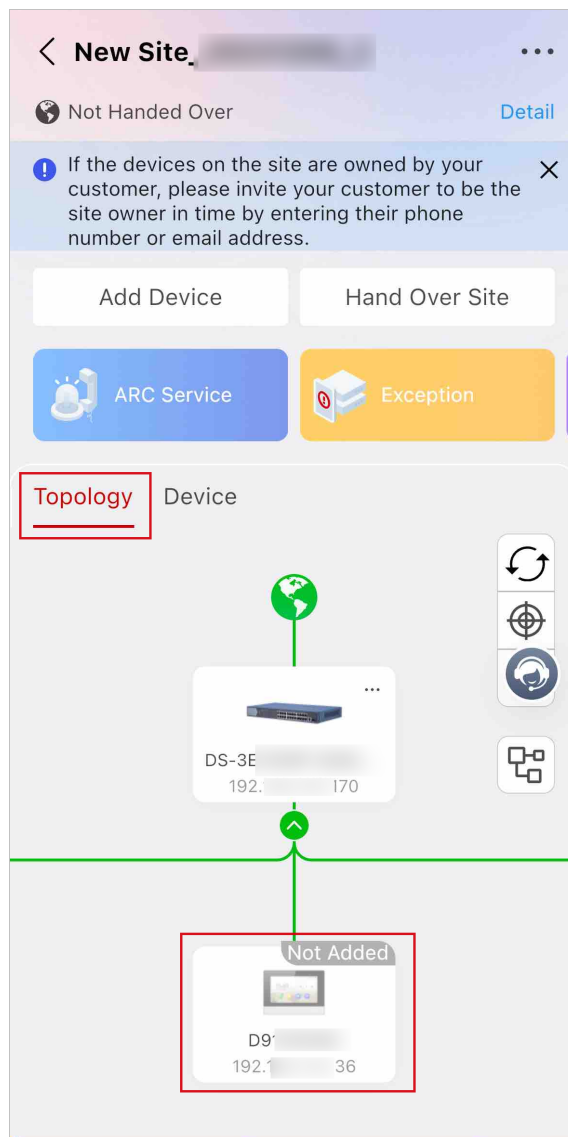 New Site_
Not Handed Over
Detail
If the devices on the site are owned by your
customer, please invite your customer to be the
site owner in time by entering their phone
number or email address.
Add Device
Hand Over Site
ARC Service
Exception
Topology
Device
DS-3E
192.
170
Not Added
D91
192.1
36